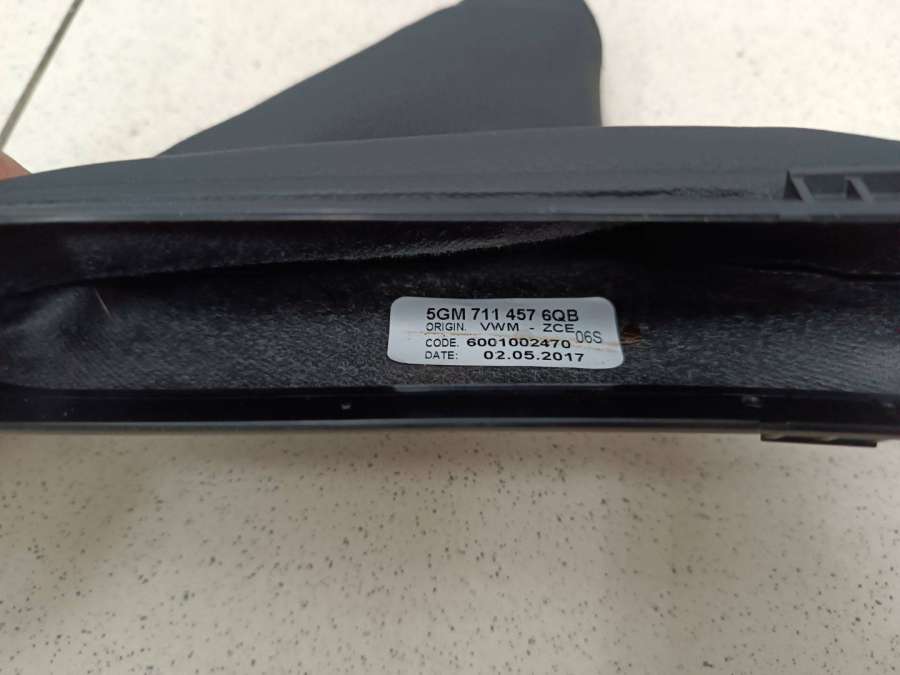 5GM 711 457 6QB
ORIGIN. VWM - ZCE
06S
CODE. 6001002470
DATE: 02.05.2017